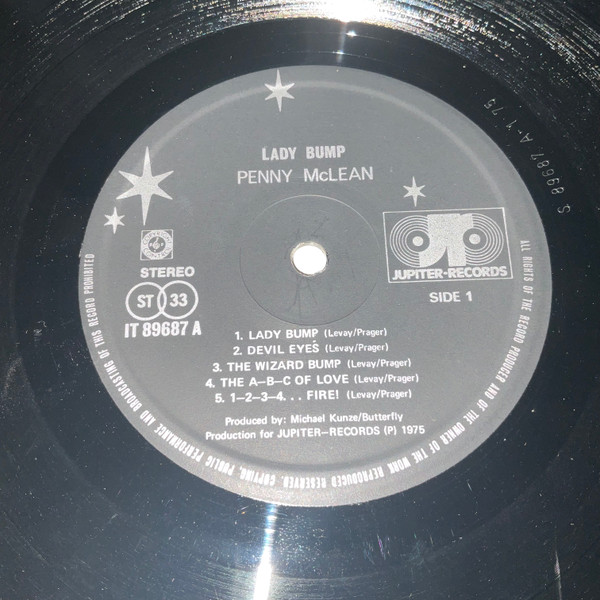 LADY BUMP
PENNY McLEAN
JR
JUPITER-RECORDS
STEREO
ST 33
SIDE 1
IT 89687 A
1. LADY BUMP (Levay/Prager)
2. DEVIL EYES (Levay/Prager)
3. THE WIZARD BUMP (Levay/Prager)
4. THE A-B-C OF LOVE (Levay/Prager)
5. 1-2-3-4... FIRE! (Levay/Prager)
Produced by: Michael Kunze/Butterfly
Production for JUPITER-RECORDS (P) 1975
ALL RIGHTS OF THE RECORD PRODUCER AND OF THE OWNER OF THE WORK REPRODUCED RESERVED. COPYING, PUBLIC PERFORMANCE AND BROADCASTING OF THIS RECORD PROHIBITED
S 89687 A-1 75